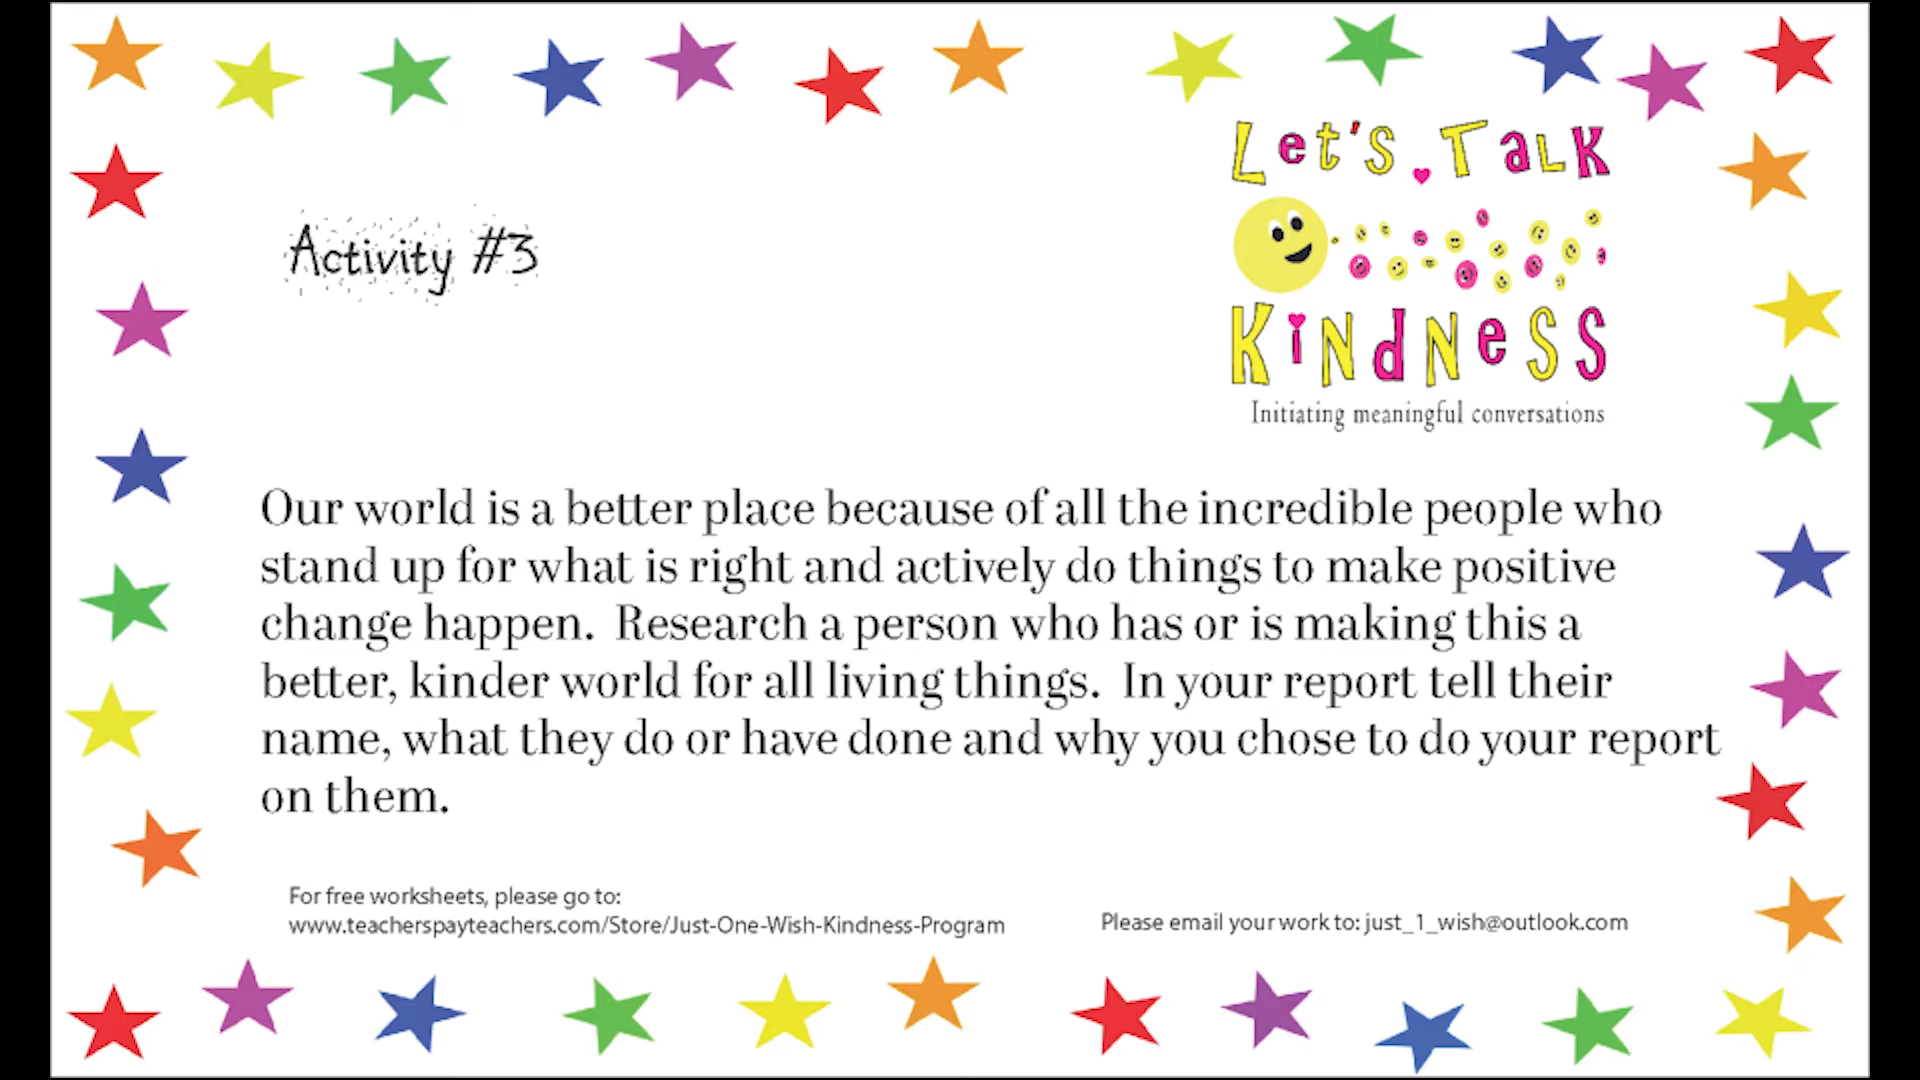 Let's Talk
Activity #3
Kindness
Initiating meaningful conversations
Our world is a better place because of all the incredible people who
stand up for what is right and actively do things to make positive
change happen.  Research a person who has or is making this a
better, kinder world for all living things.  In your report tell their
name, what they do or have done and why you chose to do your report
on them.
For free worksheets, please go to:
www.teacherspayteachers.com/Store/Just-One-Wish-Kindness-Program
Please email your work to: just_1_wish@outlook.com